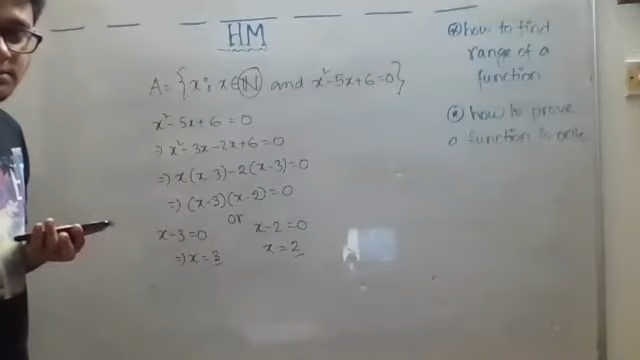 HM
A = {x : x ∈ ℕ and x² - 5x + 6 = 0},
x² - 5x + 6 = 0
⇒ x² - 3x - 2x + 6 = 0
⇒ x(x-3) - 2(x-3) = 0
⇒ (x-3)(x-2) = 0
x - 3 = 0 or x - 2 = 0
⇒ x = 3 x = 2
how to find
range of a
function
how to prove
a function is